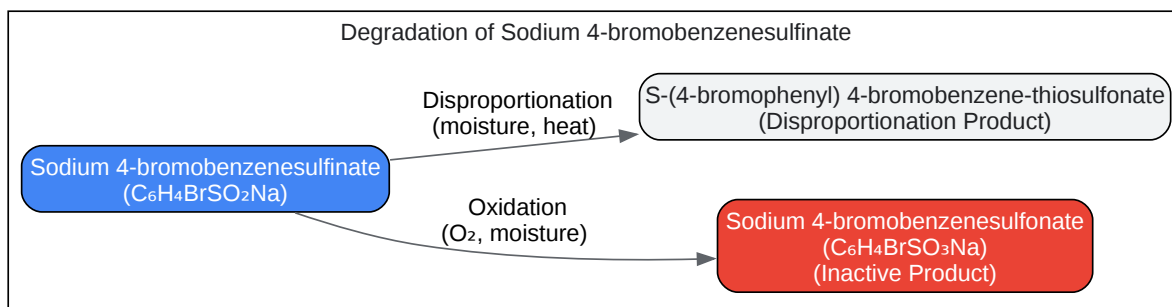 Degradation of Sodium 4-bromobenzenesulfinate
Disproportionation
(moisture, heat)
S-(4-bromophenyl) 4-bromobenzene-thiosulfonate
(Disproportionation Product)
Sodium 4-bromobenzenesulfinate
(C₆H₄BrSO₂Na)
Oxidation
(O₂, moisture)
Sodium 4-bromobenzenesulfonate
(C₆H₄BrSO₃Na)
(Inactive Product)